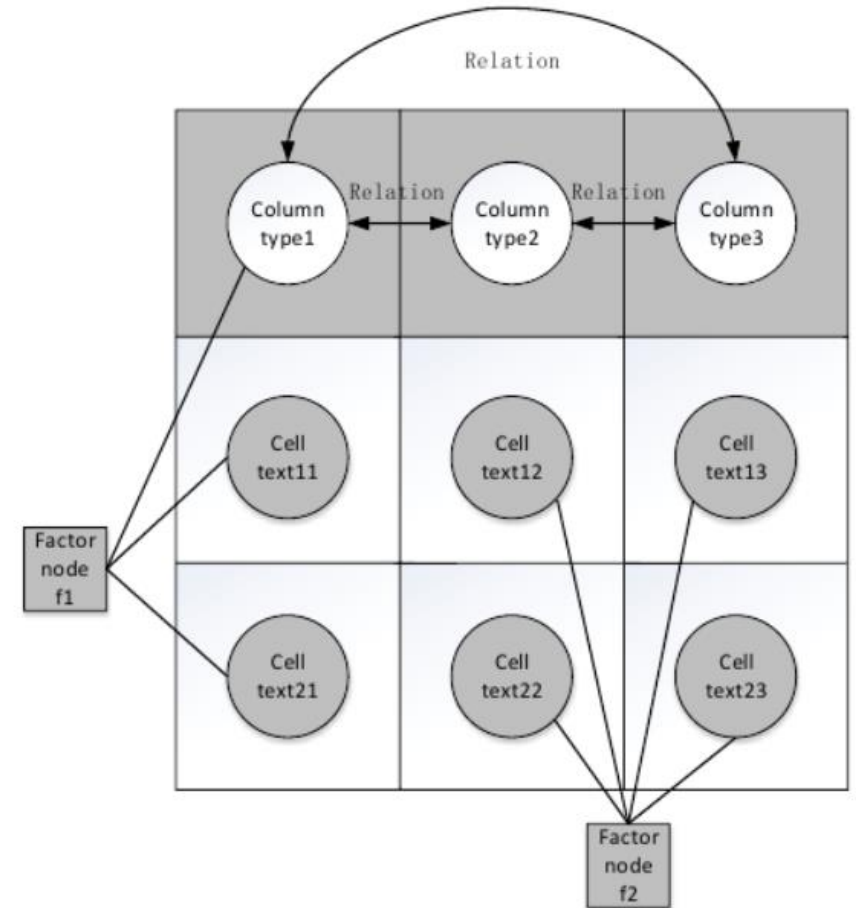 Relation
Relation
Relation
Column
type1
Column
type2
Column
type3
Cell
text11
Cell
text12
Cell
text13
Factor
node
f1
Cell
text21
Cell
text22
Cell
text23
Factor
node
f2